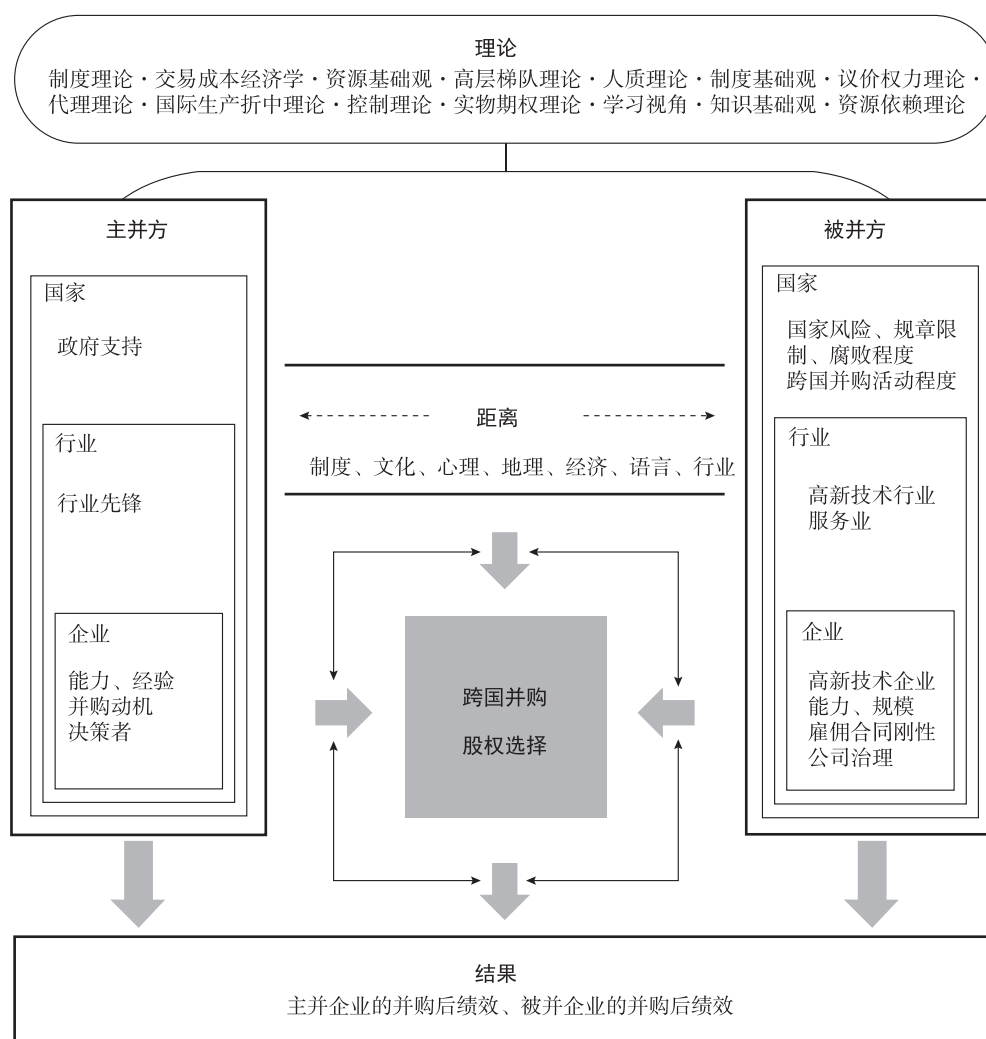 理论
制度理论·交易成本经济学·资源基础观·高层梯队理论·人质理论·制度基础观·议价权力理论·
代理理论·国际生产折中理论·控制理论·实物期权理论·学习视角·知识基础观·资源依赖理论
主并方
国家
政府支持
行业
行业先锋
企业
能力、经验
并购动机
决策者
距离
制度、文化、心理、地理、经济、语言、行业
跨国并购
股权选择
被并方
国家
国家风险、规章限
制、腐败程度
跨国并购活动程度
行业
高新技术行业
服务业
企业
高新技术企业
能力、规模
雇佣合同刚性
公司治理
结果
主并企业的并购后绩效、被并企业的并购后绩效